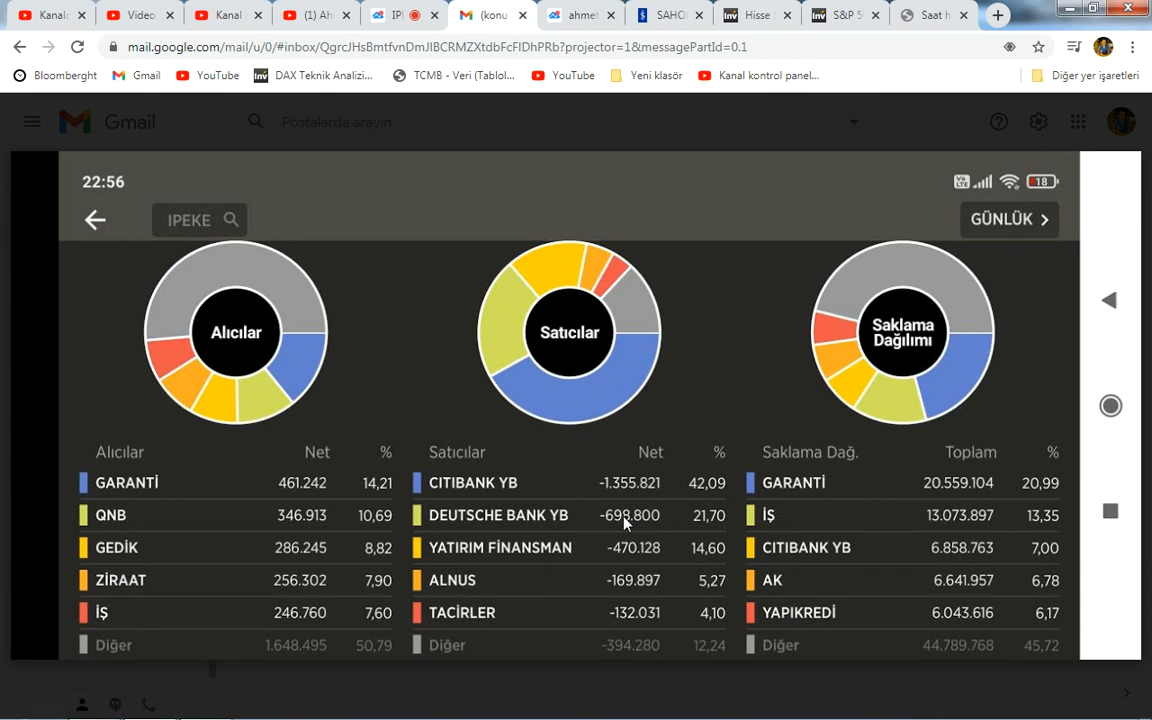 Kanalc
Video
Kanal
(1) Ah
IPI
(konu
ahmet
SAHO
Hisse
S&P 5
Saat h
mail.google.com/mail/u/0/#inbox/QgrcJHsBmtfvnDmJIBCRMZXtdbFcFIDhPRb?projector=1&messagePartId=0.1
Bloomberght
Gmail
YouTube
DAX Teknik Analizi...
TCMB - Veri (Tablol...
YouTube
Yeni klasör
Kanal kontrol panel...
Diğer yer işaretleri
Gmail
Postalarda arayın
22:56
Vo LTE
18
IPEKE
GÜNLÜK
Alıcılar
Satıcılar
Saklama
Dağılımı
Alıcılar Net %
GARANTİ 461.242 14,21
QNB 346.913 10,69
GEDİK 286.245 8,82
ZİRAAT 256.302 7,90
İŞ 246.760 7,60
Diğer 1.648.495 50,79
Satıcılar Net %
CITIBANK YB -1.355.821 42,09
DEUTSCHE BANK YB -698.800 21,70
YATIRIM FİNANSMAN -470.128 14,60
ALNUS -169.897 5,27
TACİRLER -132.031 4,10
Diğer -394.280 12,24
Saklama Dağ. Toplam %
GARANTİ 20.559.104 20,99
İŞ 13.073.897 13,35
CITIBANK YB 6.858.763 7,00
AK 6.641.957 6,78
YAPIKREDİ 6.043.616 6,17
Diğer 44.789.768 45,72